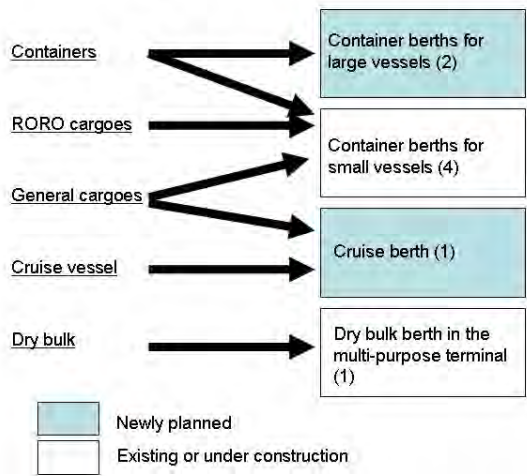 Containers
Container berths for
large vessels (2)
RORO cargoes
Container berths for
small vessels (4)
General cargoes
Cruise berth (1)
Cruise vessel
Dry bulk
Dry bulk berth in the
multi-purpose terminal
(1)
Newly planned
Existing or under construction